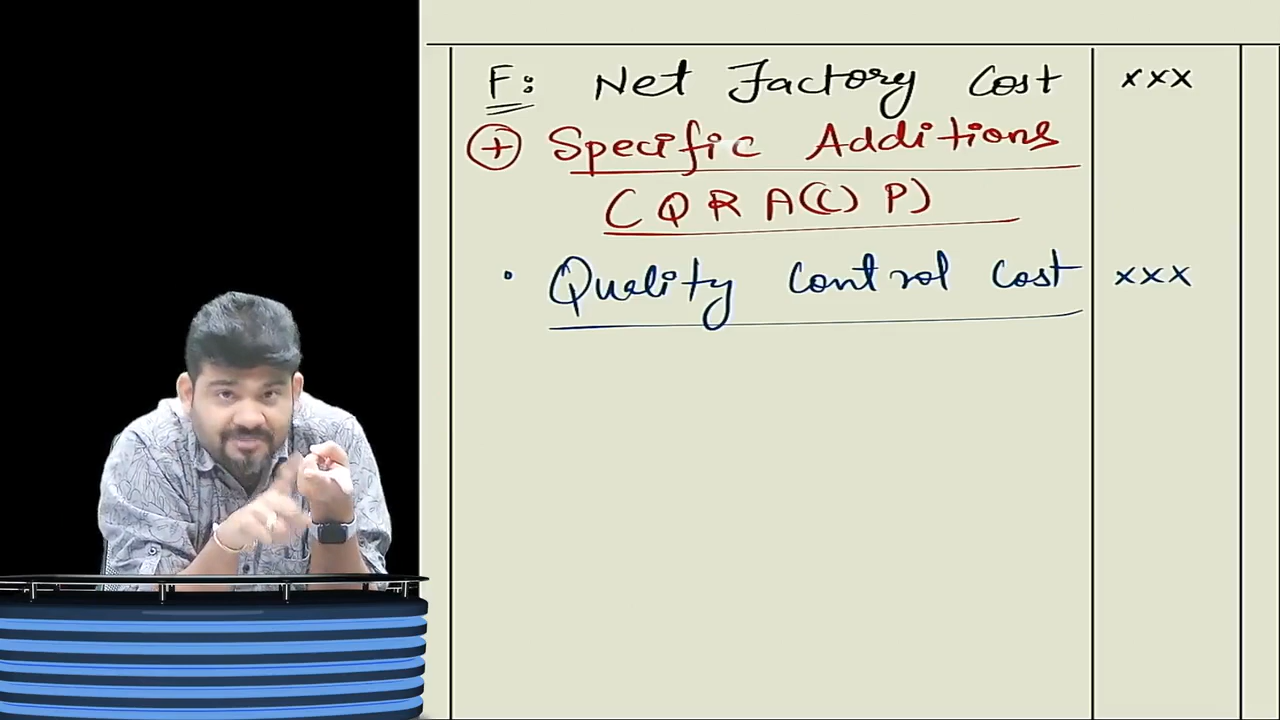 F: Net Factory Cost xxx
+ Specific Additions
(Q R A(C) P)
• Quality Control Cost xxx